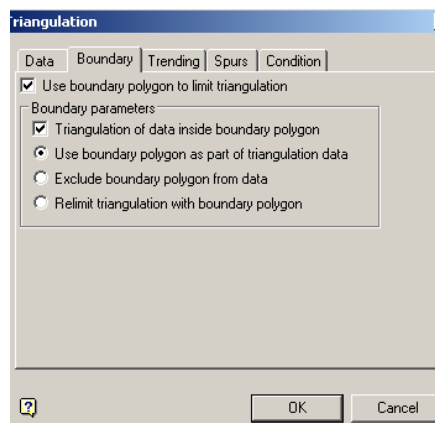 Triangulation
Data Boundary Trending Spurs Condition
Use boundary polygon to limit triangulation
Boundary parameters
Triangulation of data inside boundary polygon
Use boundary polygon as part of triangulation data
Exclude boundary polygon from data
Relimit triangulation with boundary polygon
?
OK Cancel